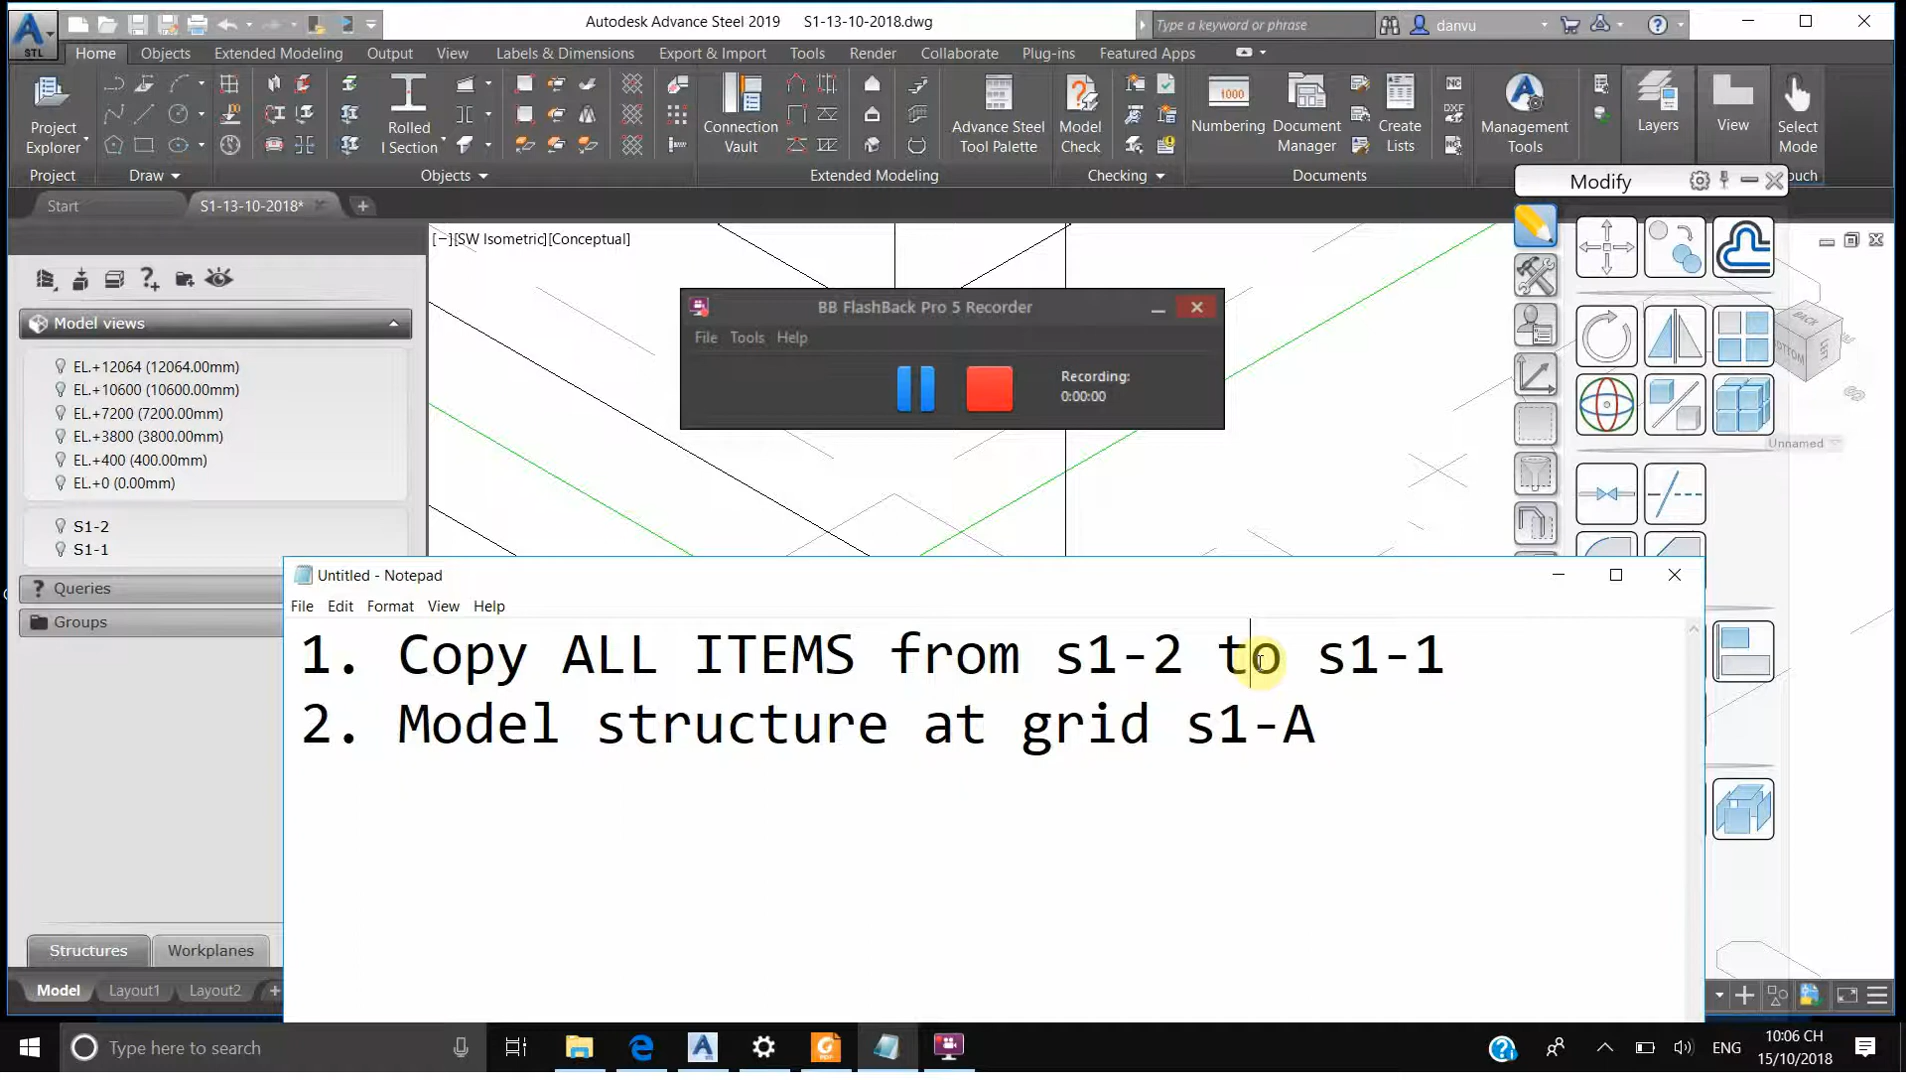 Autodesk Advance Steel 2019 S1-13-10-2018.dwg
Type a keyword or phrase
danvu
STL
Home Objects Extended Modeling Output View Labels & Dimensions Export & Import Tools Render Collaborate Plug-ins Featured Apps
Project Explorer
Rolled I Section
Connection Vault
Advance Steel Tool Palette
Model Check
1000
Numbering
Document Manager
Create Lists
NC
DXF
Management Tools
Layers
View
Select Mode
Project Draw Objects Extended Modeling Checking Documents
Modify
ouch
Start S1-13-10-2018*
[−][SW Isometric][Conceptual]
BB FlashBack Pro 5 Recorder
File Tools Help
Recording:
0:00:00
Model views
EL.+12064 (12064.00mm)
EL.+10600 (10600.00mm)
EL.+7200 (7200.00mm)
EL.+3800 (3800.00mm)
EL.+400 (400.00mm)
EL.+0 (0.00mm)
S1-2
S1-1
Queries
Groups
BACK
BOTTOM
Unnamed
Untitled - Notepad
File Edit Format View Help
1. Copy ALL ITEMS from s1-2 to s1-1
2. Model structure at grid s1-A
Structures Workplanes
Model Layout1 Layout2
Type here to search
ENG
10:06 CH
15/10/2018